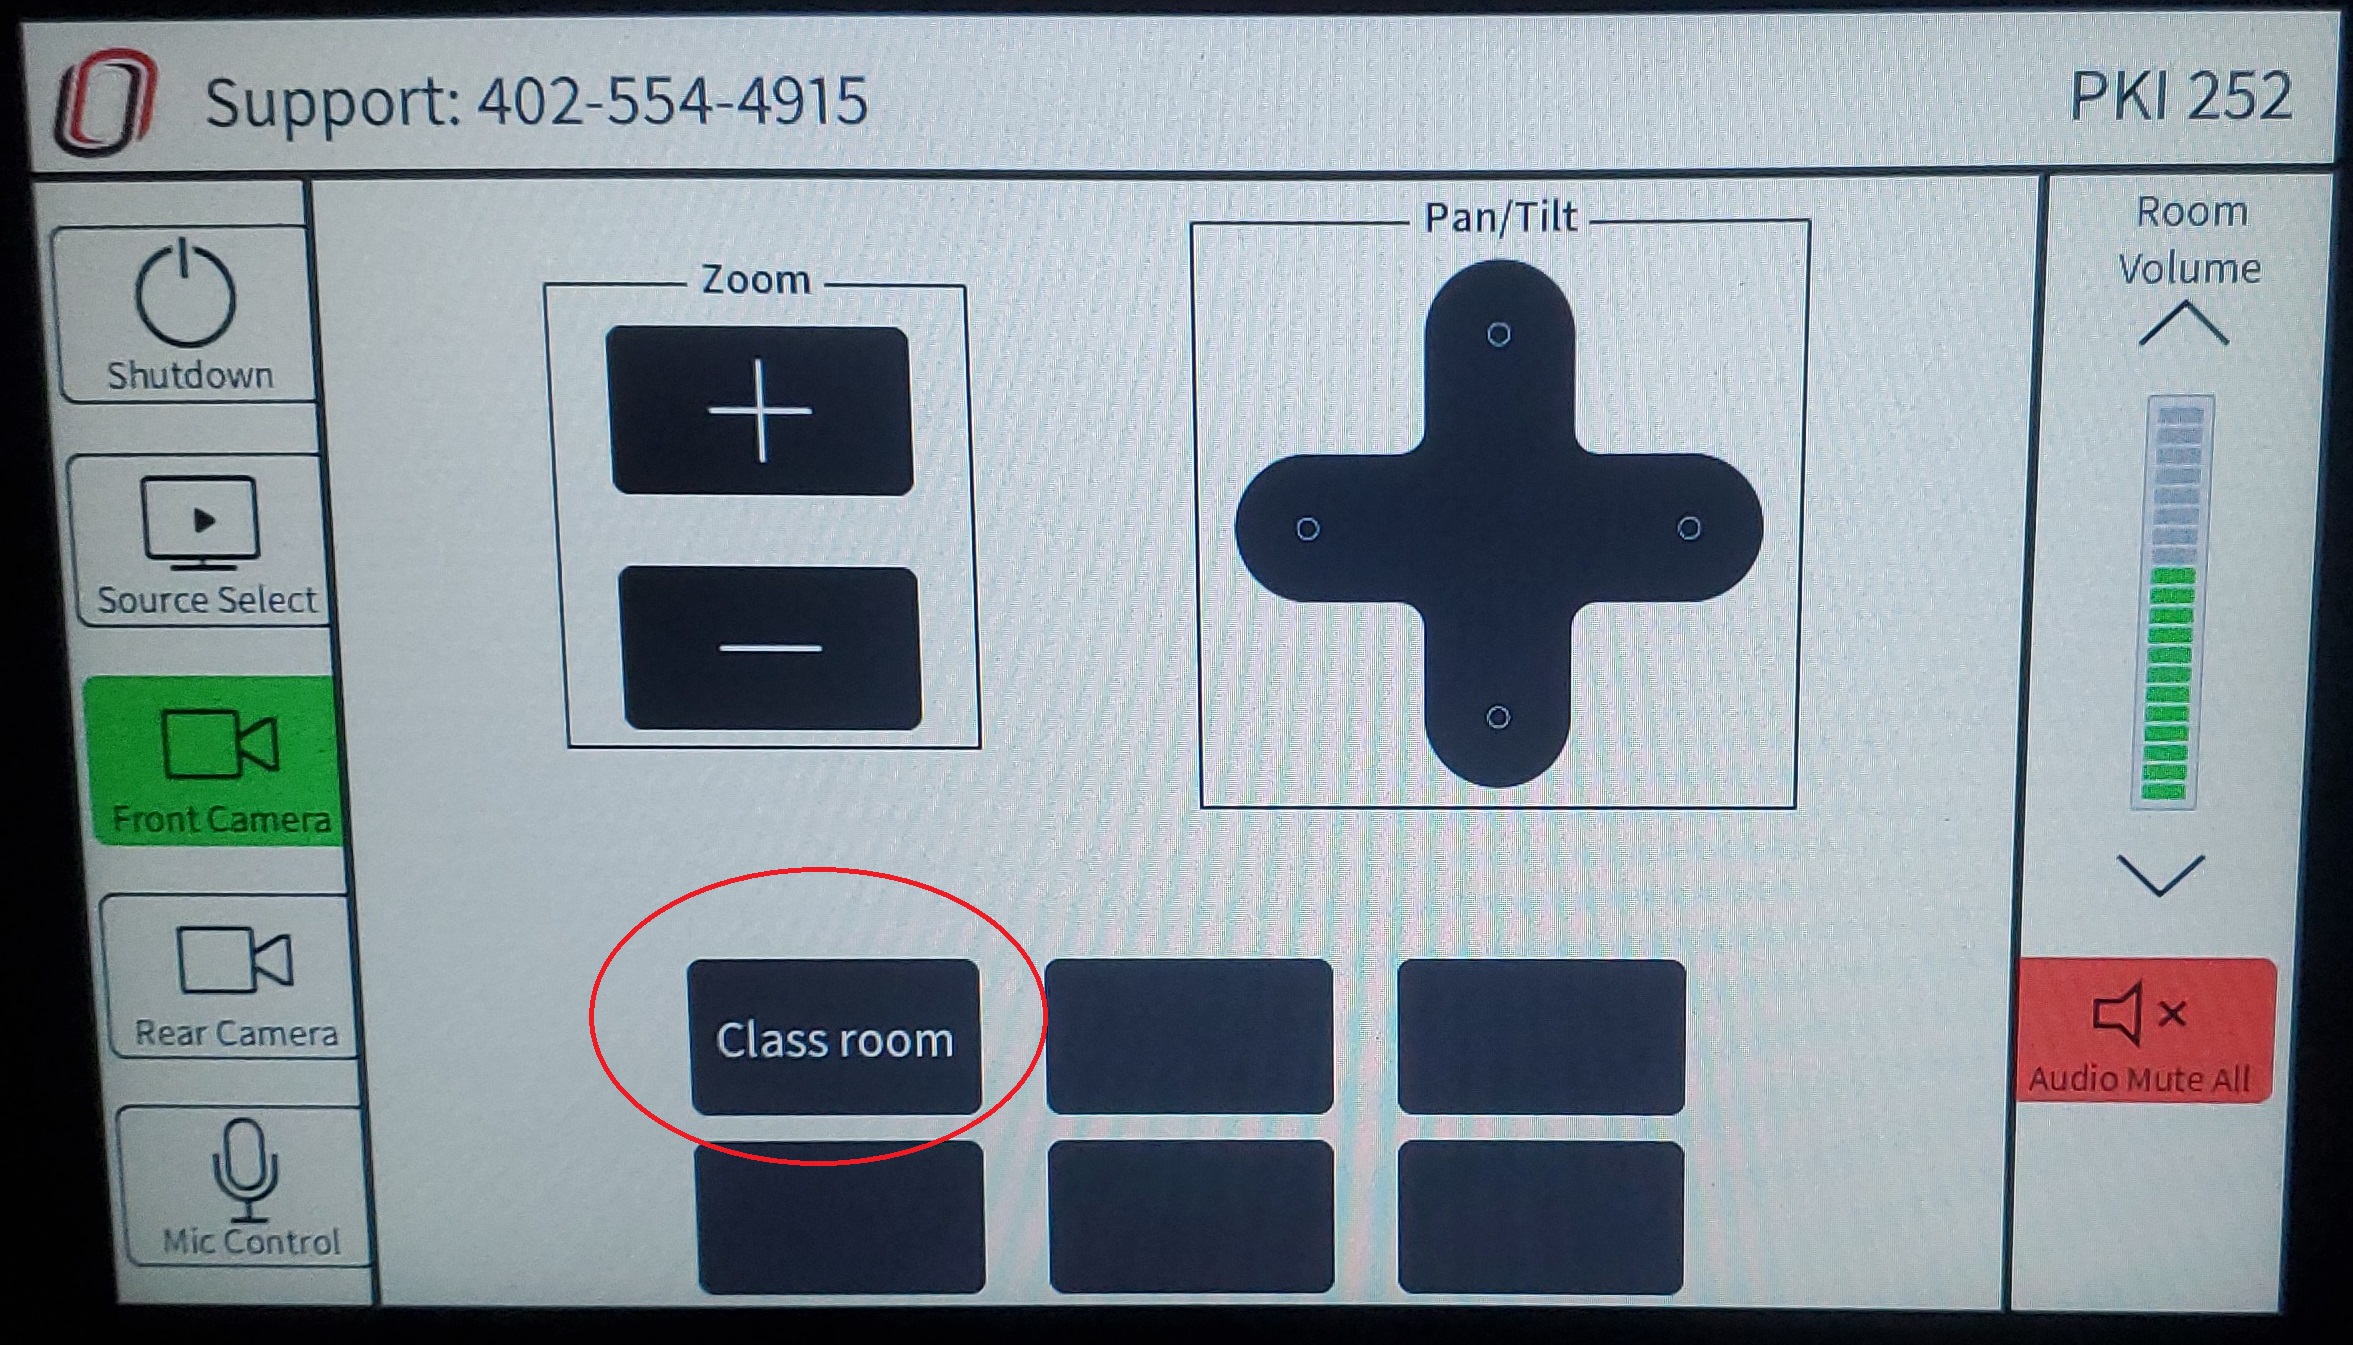 Support: 402-554-4915
PKI 252
Shutdown
Source Select
Front Camera
Rear Camera
Mic Control
Zoom
Pan/Tilt
Class room
Room
Volume
Audio Mute All